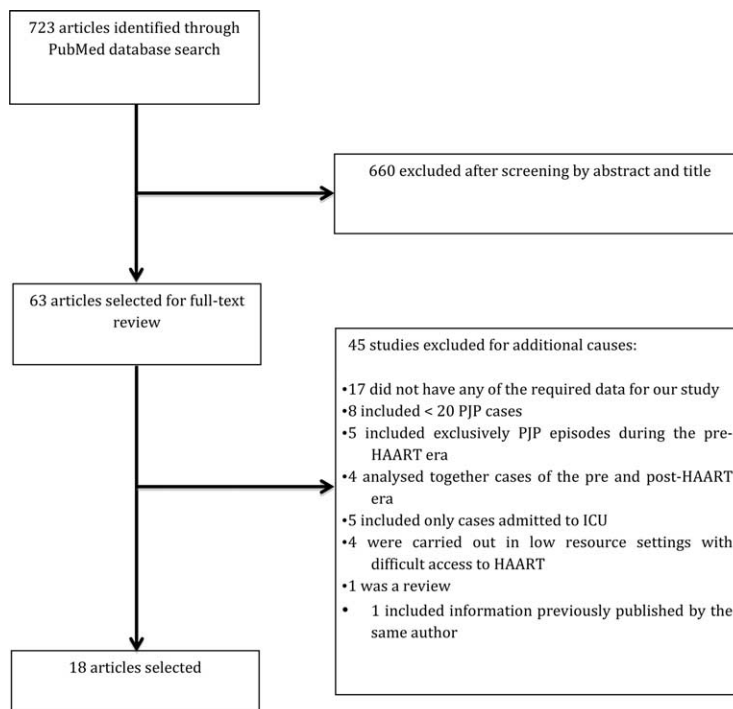 723 articles identified through
PubMed database search
660 excluded after screening by abstract and title
63 articles selected for full-text
review
45 studies excluded for additional causes:
•17 did not have any of the required data for our study
•8 included < 20 PJP cases
•5 included exclusively PJP episodes during the pre-
HAART era
•4 analysed together cases of the pre and post-HAART
era
•5 included only cases admitted to ICU
•4 were carried out in low resource settings with
difficult access to HAART
•1 was a review
• 1 included information previously published by the
same author
18 articles selected